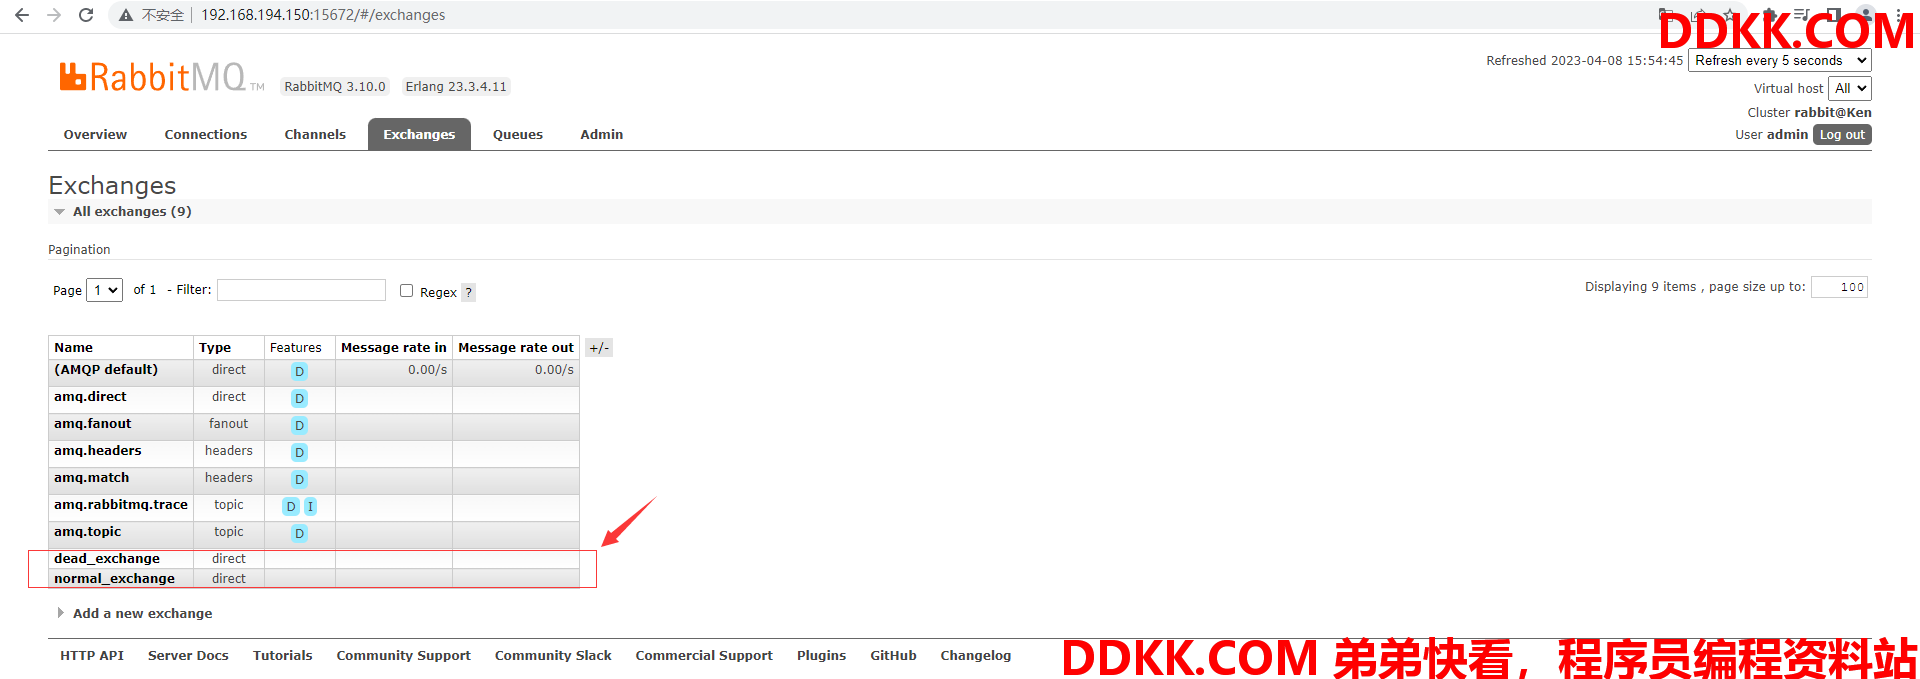 不安全 192.168.194.150:15672/#/exchanges
DDKK.COM
RabbitMQ TM RabbitMQ 3.10.0 Erlang 23.3.4.11
Refreshed 2023-04-08 15:54:45 Refresh every 5 seconds
Virtual host All
Cluster rabbit@Ken
User admin Log out
Overview Connections Channels Exchanges Queues Admin
Exchanges
All exchanges (9)
Pagination
Page 1 of 1 - Filter: Regex ?
Displaying 9 items , page size up to: 100
Name Type Features Message rate in Message rate out +/-
(AMQP default) direct D 0.00/s 0.00/s
amq.direct direct D
amq.fanout fanout D
amq.headers headers D
amq.match headers D
amq.rabbitmq.trace topic D I
amq.topic topic D
dead_exchange direct
normal_exchange direct
Add a new exchange
HTTP API Server Docs Tutorials Community Support Community Slack Commercial Support Plugins GitHub Changelog
DDKK.COM 弟弟快看，程序员编程资料站